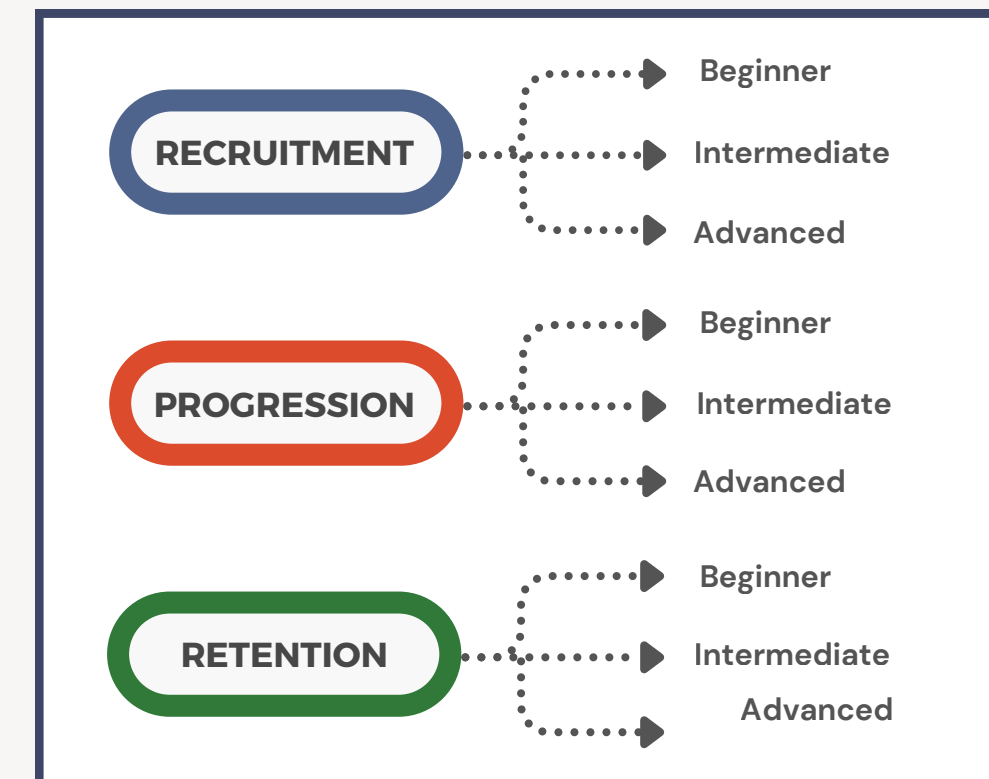 RECRUITMENT
Beginner
Intermediate
Advanced
PROGRESSION
Beginner
Intermediate
Advanced
RETENTION
Beginner
Intermediate
Advanced